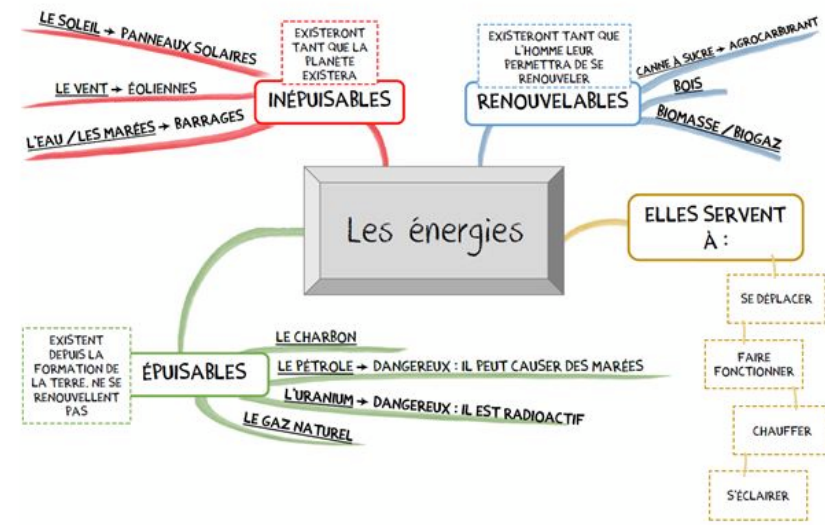 LE SOLEIL → PANNEAUX SOLAIRES
LE VENT → ÉOLIENNES
L'EAU / LES MARÉES → BARRAGES
EXISTERONT
TANT QUE LA
PLANÈTE
EXISTERA
INÉPUISABLES
EXISTERONT TANT QUE
L'HOMME LEUR
PERMETTRA DE SE
RENOUVELER
RENOUVELABLES
CANNE À SUCRE → AGROCARBURANT
BOIS
BIOMASSE / BIOGAZ
Les énergies
ELLES SERVENT
À :
SE DÉPLACER
FAIRE
FONCTIONNER
CHAUFFER
S'ÉCLAIRER
EXISTENT
DEPUIS LA
FORMATION DE
LA TERRE, NE SE
RENOUVELLENT
PAS
ÉPUISABLES
LE CHARBON
LE PÉTROLE → DANGEREUX : IL PEUT CAUSER DES MARÉES
L'URANIUM → DANGEREUX : IL EST RADIOACTIF
LE GAZ NATUREL